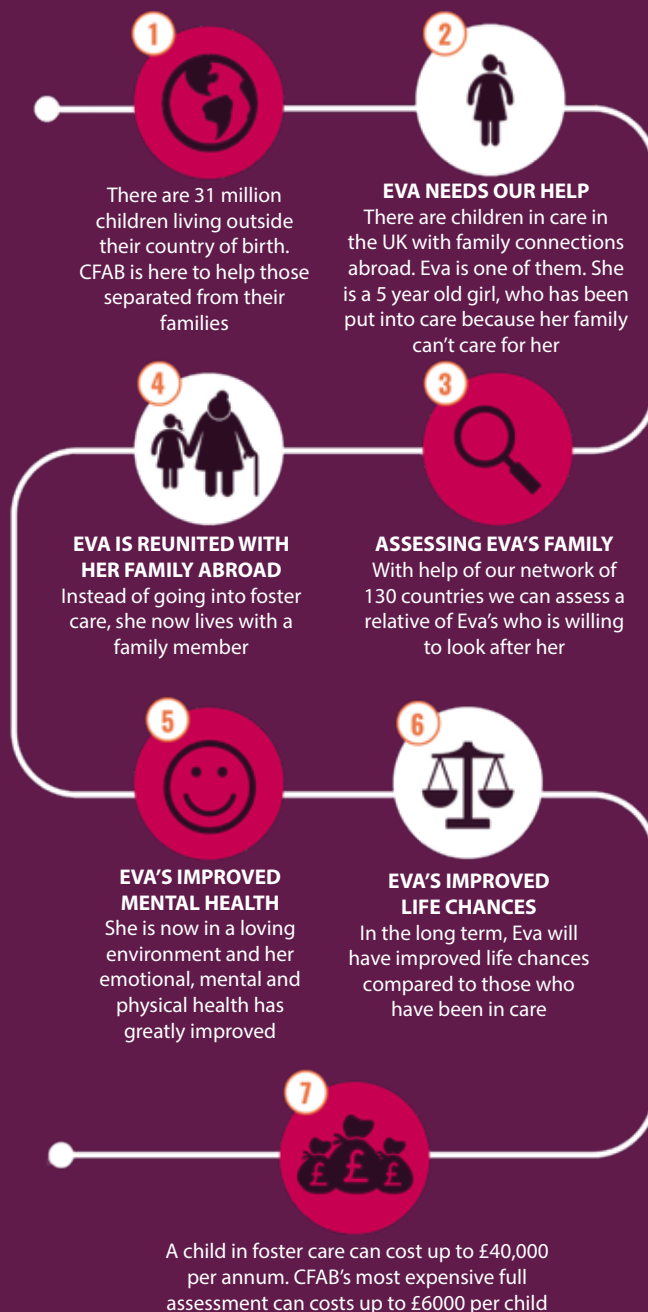 1
There are 31 million
children living outside
their country of birth.
CFAB is here to help those
separated from their
families
2
EVA NEEDS OUR HELP
There are children in care in
the UK with family connections
abroad. Eva is one of them. She
is a 5 year old girl, who has been
put into care because her family
can't care for her
3
ASSESSING EVA'S FAMILY
With help of our network of
130 countries we can assess a
relative of Eva's who is willing
to look after her
4
EVA IS REUNITED WITH
HER FAMILY ABROAD
Instead of going into foster
care, she now lives with a
family member
5
EVA'S IMPROVED
MENTAL HEALTH
She is now in a loving
environment and her
emotional, mental and
physical health has
greatly improved
6
EVA'S IMPROVED
LIFE CHANCES
In the long term, Eva will
have improved life chances
compared to those who
have been in care
7
£ £ £
A child in foster care can cost up to £40,000
per annum. CFAB's most expensive full
assessment can costs up to £6000 per child